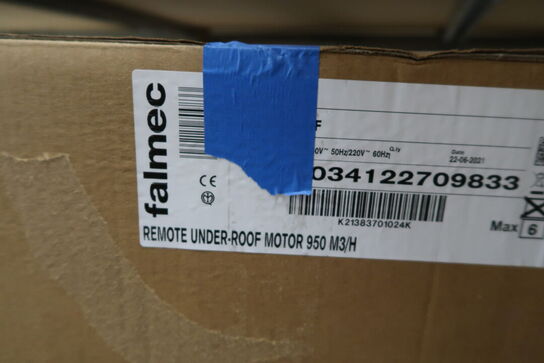 falmec
F
0V~ 50Hz/220V~ 60Hz
Q.ty
Date:
22-06-2021
034122709833
K21383701024K
Max 6
CE
REMOTE UNDER-ROOF MOTOR 950 M3/H